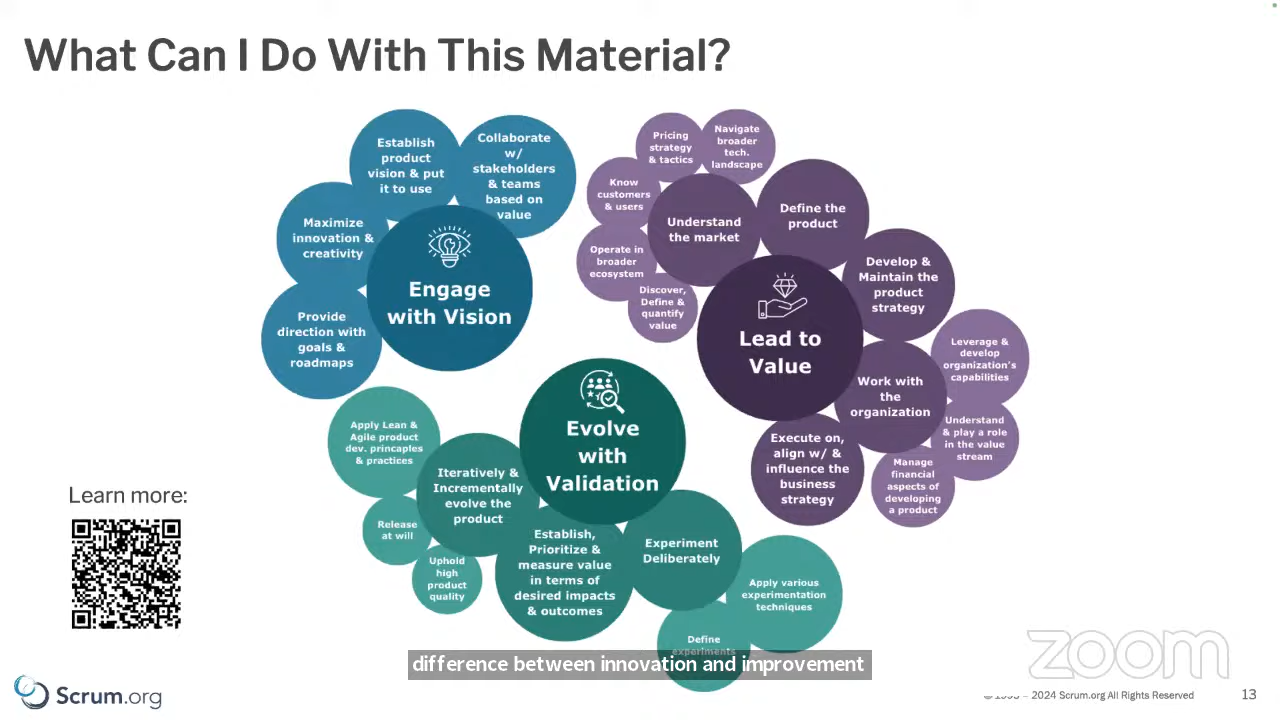 What Can I Do With This Material?
Establish
product
vision & put
it to use
Collaborate
w/
stakeholders
& teams
based on
value
Maximize
innovation &
creativity
Provide
direction with
goals &
roadmaps
Engage
with Vision
Pricing
strategy
& tactics
Navigate
broader
tech.
landscape
Know
customers
& users
Operate in
broader
ecosystem
Discover,
Define &
quantify
value
Understand
the market
Define the
product
Develop &
Maintain the
product
strategy
Lead to
Value
Work with
the
organization
Leverage &
develop
organization's
capabilities
Understand
& play a role
in the value
stream
Manage
financial
aspects of
developing
a product
Execute on,
align w/ &
influence the
business
strategy
Evolve
with
Validation
Apply Lean &
Agile product
dev. princaples
& practices
Iteratively &
Incrementally
evolve the
product
Release
at will
Uphold
high
product
quality
Establish,
Prioritize &
measure value
in terms of
desired impacts
& outcomes
Experiment
Deliberately
Apply various
experimentation
techniques
Define
experiments
Learn more:
difference between innovation and improvement
zoom
Scrum.org
© 1993 – 2024 Scrum.org All Rights Reserved
13